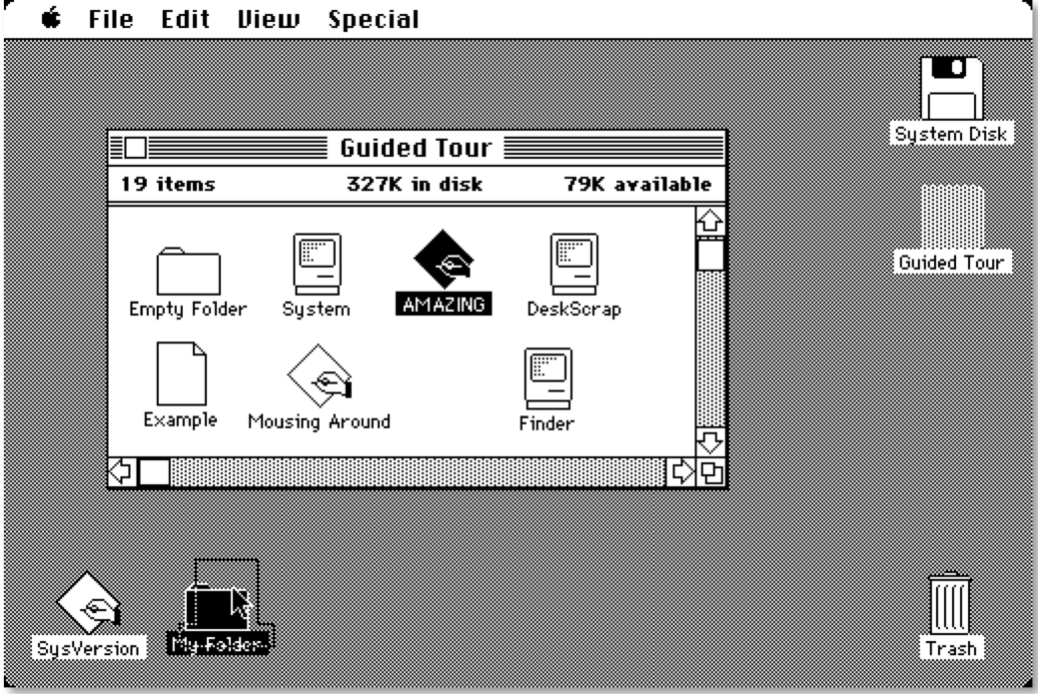 File Edit View Special
System Disk
Guided Tour
19 items 327K in disk 79K available
Guided Tour
Empty Folder System AMAZING DeskScrap
Example Mousing Around Finder
SysVersion My Folder Trash